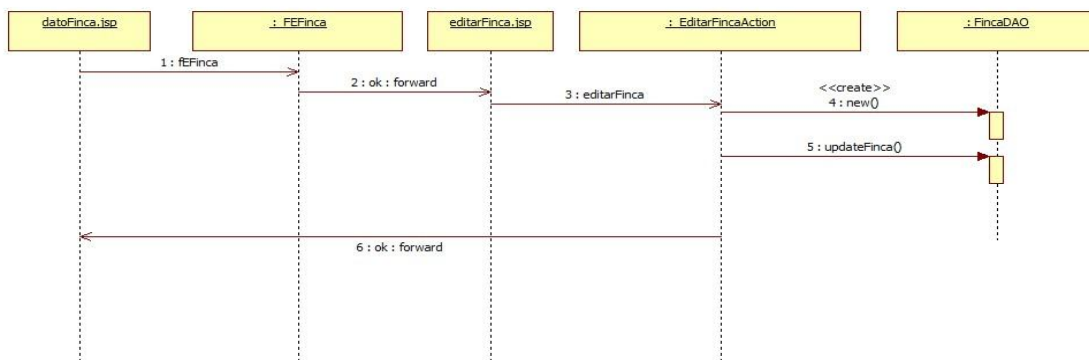 datoFinca.jsp
: FEFinca
editarFinca.jsp
: EditarFincaAction
: FincaDAO
1 : fEFinca
2 : ok : forward
3 : editarFinca
<<create>>
4 : new()
5 : updateFinca()
6 : ok : forward